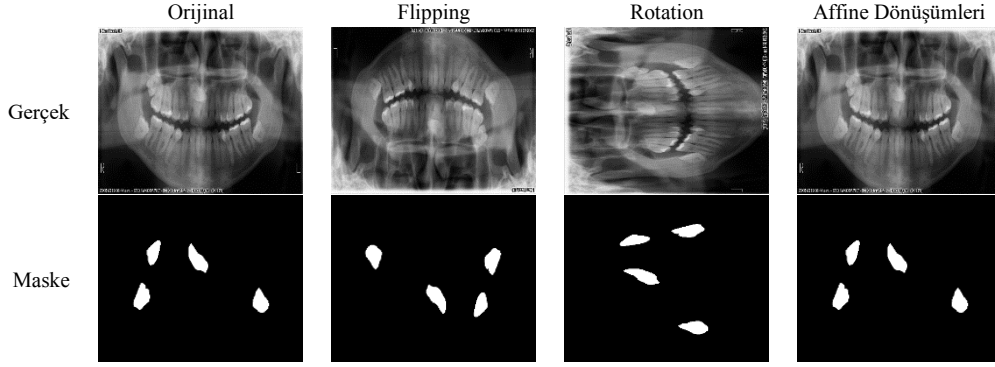 Orijinal
Flipping
Rotation
Affine Dönüşümleri
Gerçek
Maske